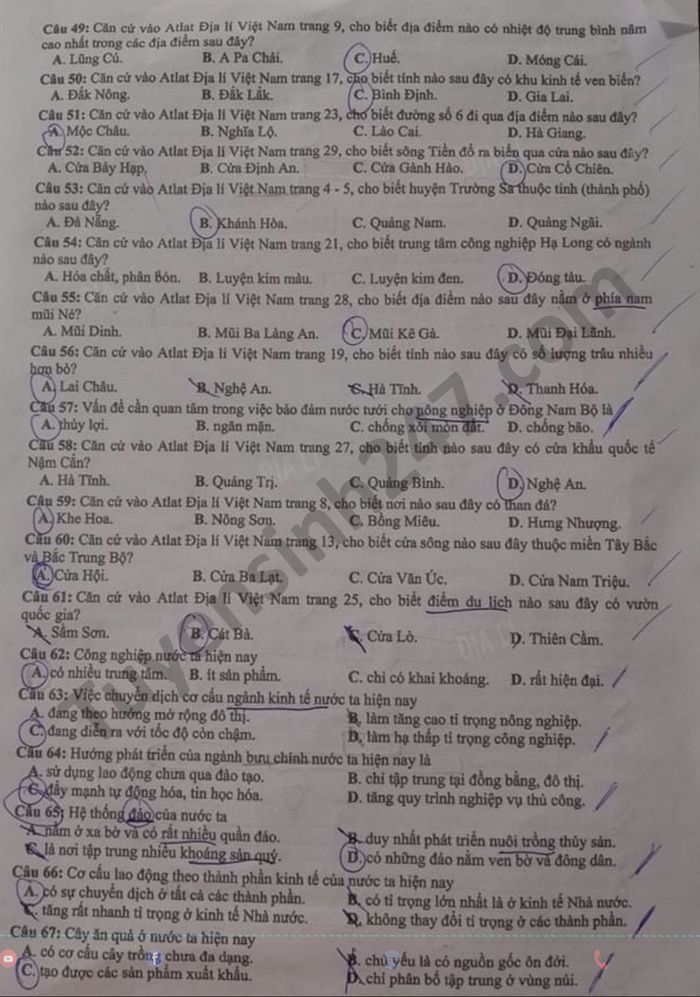 Câu 49: Căn cứ vào Atlat Địa lí Việt Nam trang 9, cho biết địa điểm nào có nhiệt độ trung bình năm
cao nhất trong các địa điểm sau đây?
A. Lũng Cú. B. A Pa Chải. C. Huế. D. Móng Cái.
Câu 50: Căn cứ vào Atlat Địa lí Việt Nam trang 17, cho biết tỉnh nào sau đây có khu kinh tế ven biển?
A. Đắk Nông. B. Đắk Lắk. C. Bình Định. D. Gia Lai.
Câu 51: Căn cứ vào Atlat Địa lí Việt Nam trang 23, cho biết đường số 6 đi qua địa điểm nào sau đây?
A. Mộc Châu. B. Nghĩa Lộ. C. Lào Cai. D. Hà Giang.
Câu 52: Căn cứ vào Atlat Địa lí Việt Nam trang 29, cho biết sông Tiền đổ ra biển qua cửa nào sau đây?
A. Cửa Bảy Hạp. B. Cửa Định An. C. Cửa Gành Hào. D. Cửa Cổ Chiên.
Câu 53: Căn cứ vào Atlat Địa lí Việt Nam trang 4 - 5, cho biết huyện Trường Sa thuộc tỉnh (thành phố)
nào sau đây?
A. Đà Nẵng. B. Khánh Hòa. C. Quảng Nam. D. Quảng Ngãi.
Câu 54: Căn cứ vào Atlat Địa lí Việt Nam trang 21, cho biết trung tâm công nghiệp Hạ Long có ngành
nào sau đây?
A. Hóa chất, phân bón. B. Luyện kim màu. C. Luyện kim đen. D. Đóng tàu.
Câu 55: Căn cứ vào Atlat Địa lí Việt Nam trang 28, cho biết địa điểm nào sau đây nằm ở phía nam
mũi Né?
A. Mũi Dinh. B. Mũi Ba Làng An. C. Mũi Kê Gà. D. Mũi Đại Lãnh.
Câu 56: Căn cứ vào Atlat Địa lí Việt Nam trang 19, cho biết tỉnh nào sau đây có số lượng trâu nhiều
hơn bò?
A. Lai Châu. B. Nghệ An. C. Hà Tĩnh. D. Thanh Hóa.
Câu 57: Vấn đề cần quan tâm trong việc bảo đảm nước tưới cho nông nghiệp ở Đông Nam Bộ là
A. thủy lợi. B. ngăn mặn. C. chống xói mòn đất. D. chống bão.
Câu 58: Căn cứ vào Atlat Địa lí Việt Nam trang 27, cho biết tỉnh nào sau đây có cửa khẩu quốc tế
Nậm Cắn?
A. Hà Tĩnh. B. Quảng Trị. C. Quảng Bình. D. Nghệ An.
Câu 59: Căn cứ vào Atlat Địa lí Việt Nam trang 8, cho biết nơi nào sau đây có than đá?
A. Khe Hoa. B. Nông Sơn. C. Bồng Miêu. D. Hưng Nhượng.
Câu 60: Căn cứ vào Atlat Địa lí Việt Nam trang 13, cho biết cửa sông nào sau đây thuộc miền Tây Bắc
và Bắc Trung Bộ?
A. Cửa Hội. B. Cửa Ba Lạt. C. Cửa Văn Úc. D. Cửa Nam Triệu.
Câu 61: Căn cứ vào Atlat Địa lí Việt Nam trang 25, cho biết điểm du lịch nào sau đây có vườn
quốc gia?
A. Sầm Sơn. B. Cát Bà. C. Cửa Lò. D. Thiên Cầm.
Câu 62: Công nghiệp nước ta hiện nay
A. có nhiều trung tâm. B. ít sản phẩm. C. chỉ có khai khoáng. D. rất hiện đại.
Câu 63: Việc chuyển dịch cơ cấu ngành kinh tế nước ta hiện nay
A. đang theo hướng mở rộng đô thị. B. làm tăng cao tỉ trọng nông nghiệp.
C. đang diễn ra với tốc độ còn chậm. D. làm hạ thấp tỉ trọng công nghiệp.
Câu 64: Hướng phát triển của ngành bưu chính nước ta hiện nay là
A. sử dụng lao động chưa qua đào tạo. B. chỉ tập trung tại đồng bằng, đô thị.
C. đẩy mạnh tự động hóa, tin học hóa. D. tăng quy trình nghiệp vụ thủ công.
Câu 65: Hệ thống đảo của nước ta
A. nằm ở xa bờ và có rất nhiều quần đảo. B. duy nhất phát triển nuôi trồng thủy sản.
C. là nơi tập trung nhiều khoáng sản quý. D. có những đảo nằm ven bờ và đông dân.
Câu 66: Cơ cấu lao động theo thành phần kinh tế của nước ta hiện nay
A. có sự chuyển dịch ở tất cả các thành phần. B. có tỉ trọng lớn nhất là ở kinh tế Nhà nước.
C. tăng rất nhanh tỉ trọng ở kinh tế Nhà nước. D. không thay đổi tỉ trọng ở các thành phần.
Câu 67: Cây ăn quả ở nước ta hiện nay
A. có cơ cấu cây trồng chưa đa dạng. B. chủ yếu là có nguồn gốc ôn đới.
C. tạo được các sản phẩm xuất khẩu. D. chỉ phân bố tập trung ở vùng núi.
Tuyensinh247.com